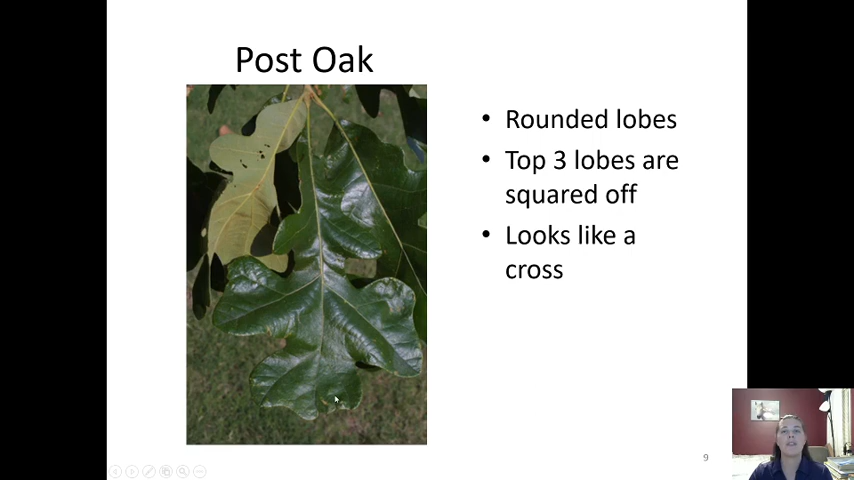 Post Oak
• Rounded lobes
• Top 3 lobes are
squared off
• Looks like a
cross
9